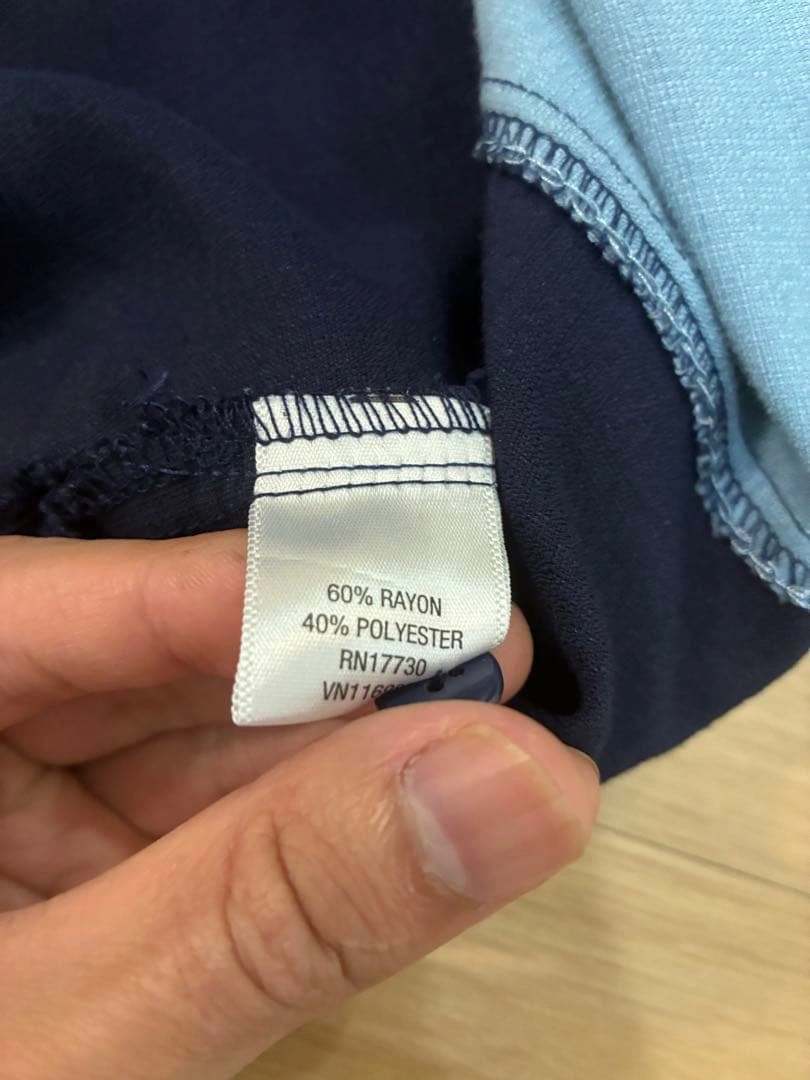 60% RAYON
40% POLYESTER
RN17730